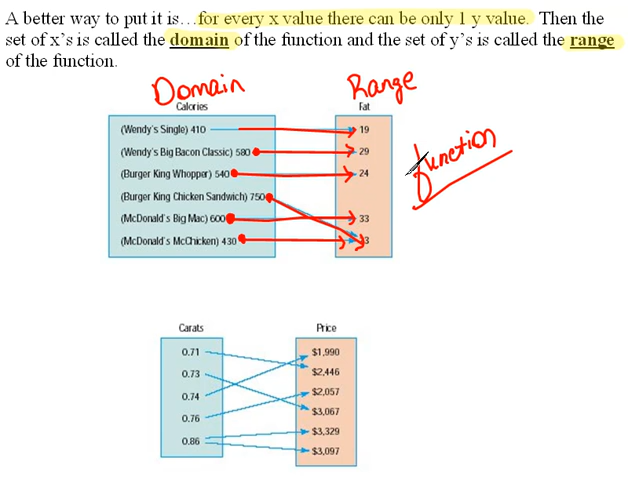 A better way to put it is…for every x value there can be only 1 y value. Then the
set of x's is called the domain of the function and the set of y's is called the range
of the function.
Domain Range
Calories Fat
(Wendy's Single) 410 19
(Wendy's Big Bacon Classic) 580 29
function
(Burger King Whopper) 540 24
(Burger King Chicken Sandwich) 750
(McDonald's Big Mac) 600 33
(McDonald's McChicken) 430
Carats Price
0.71 $1,990
0.73 $2,446
0.74 $2,057
0.76 $3,067
0.86 $3,329
$3,097